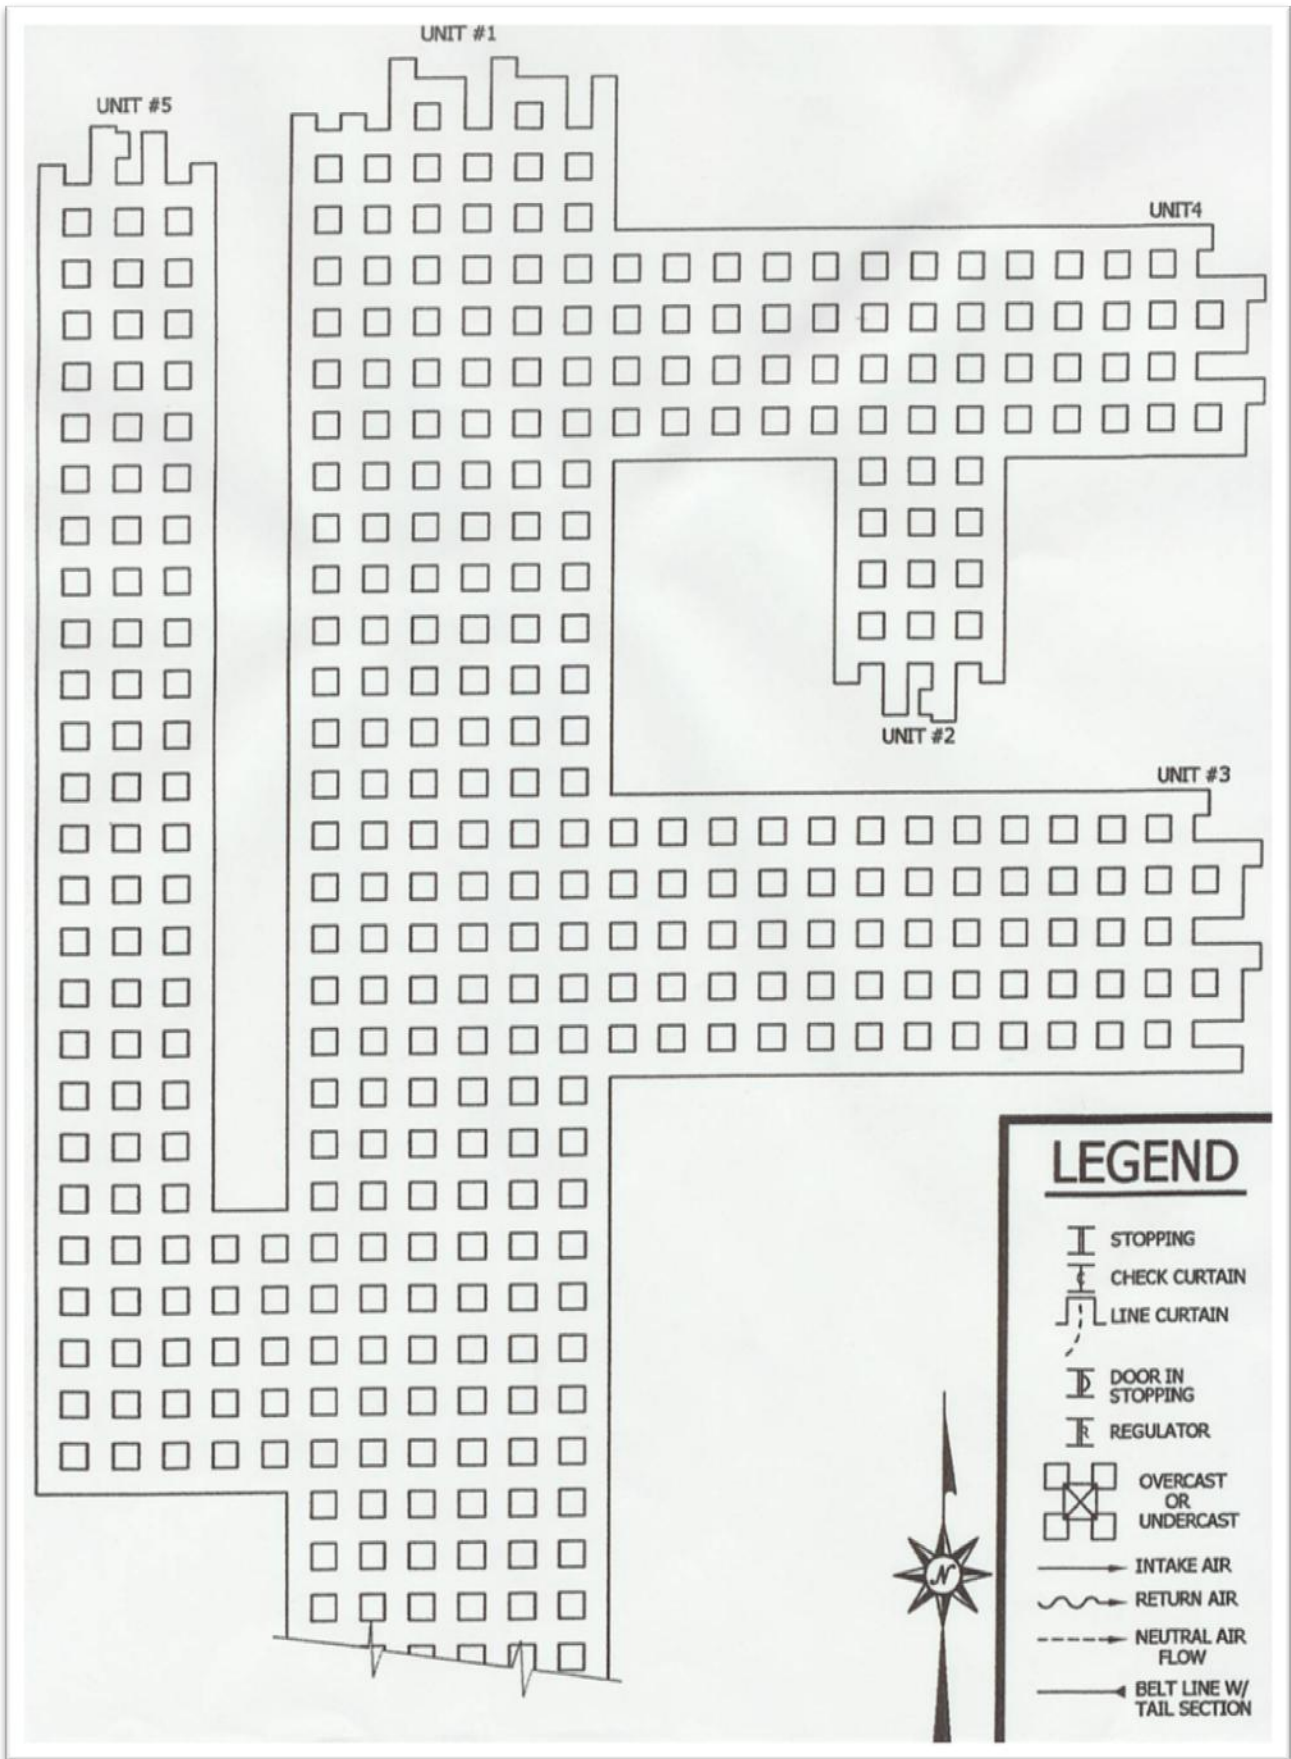 UNIT #1
UNIT #5
UNIT4
UNIT #2
UNIT #3
LEGEND
STOPPING
C
CHECK CURTAIN
LINE CURTAIN
D
DOOR IN
STOPPING
R
REGULATOR
OVERCAST
OR
UNDERCAST
INTAKE AIR
RETURN AIR
NEUTRAL AIR
FLOW
BELT LINE W/
TAIL SECTION
N